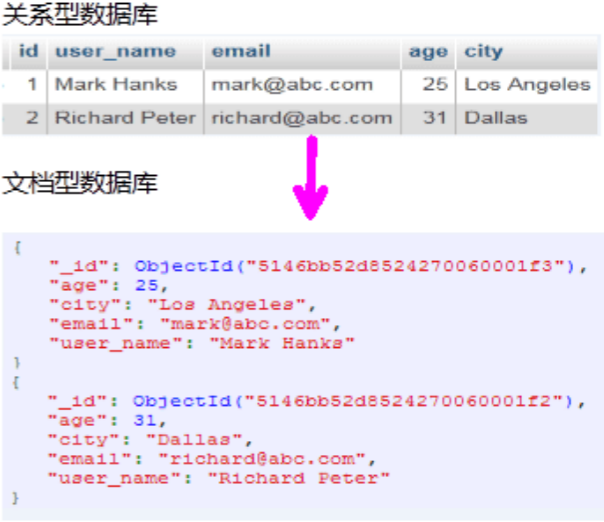 关系型数据库
id user_name email age city
1 Mark Hanks mark@abc.com 25 Los Angeles
2 Richard Peter richard@abc.com 31 Dallas
文档型数据库
{
"_id": ObjectId("5146bb52d8524270060001f3"),
"age": 25,
"city": "Los Angeles",
"email": "mark@abc.com",
"user_name": "Mark Hanks"
}
{
"_id": ObjectId("5146bb52d8524270060001f2"),
"age": 31,
"city": "Dallas",
"email": "richard@abc.com",
"user_name": "Richard Peter"
}